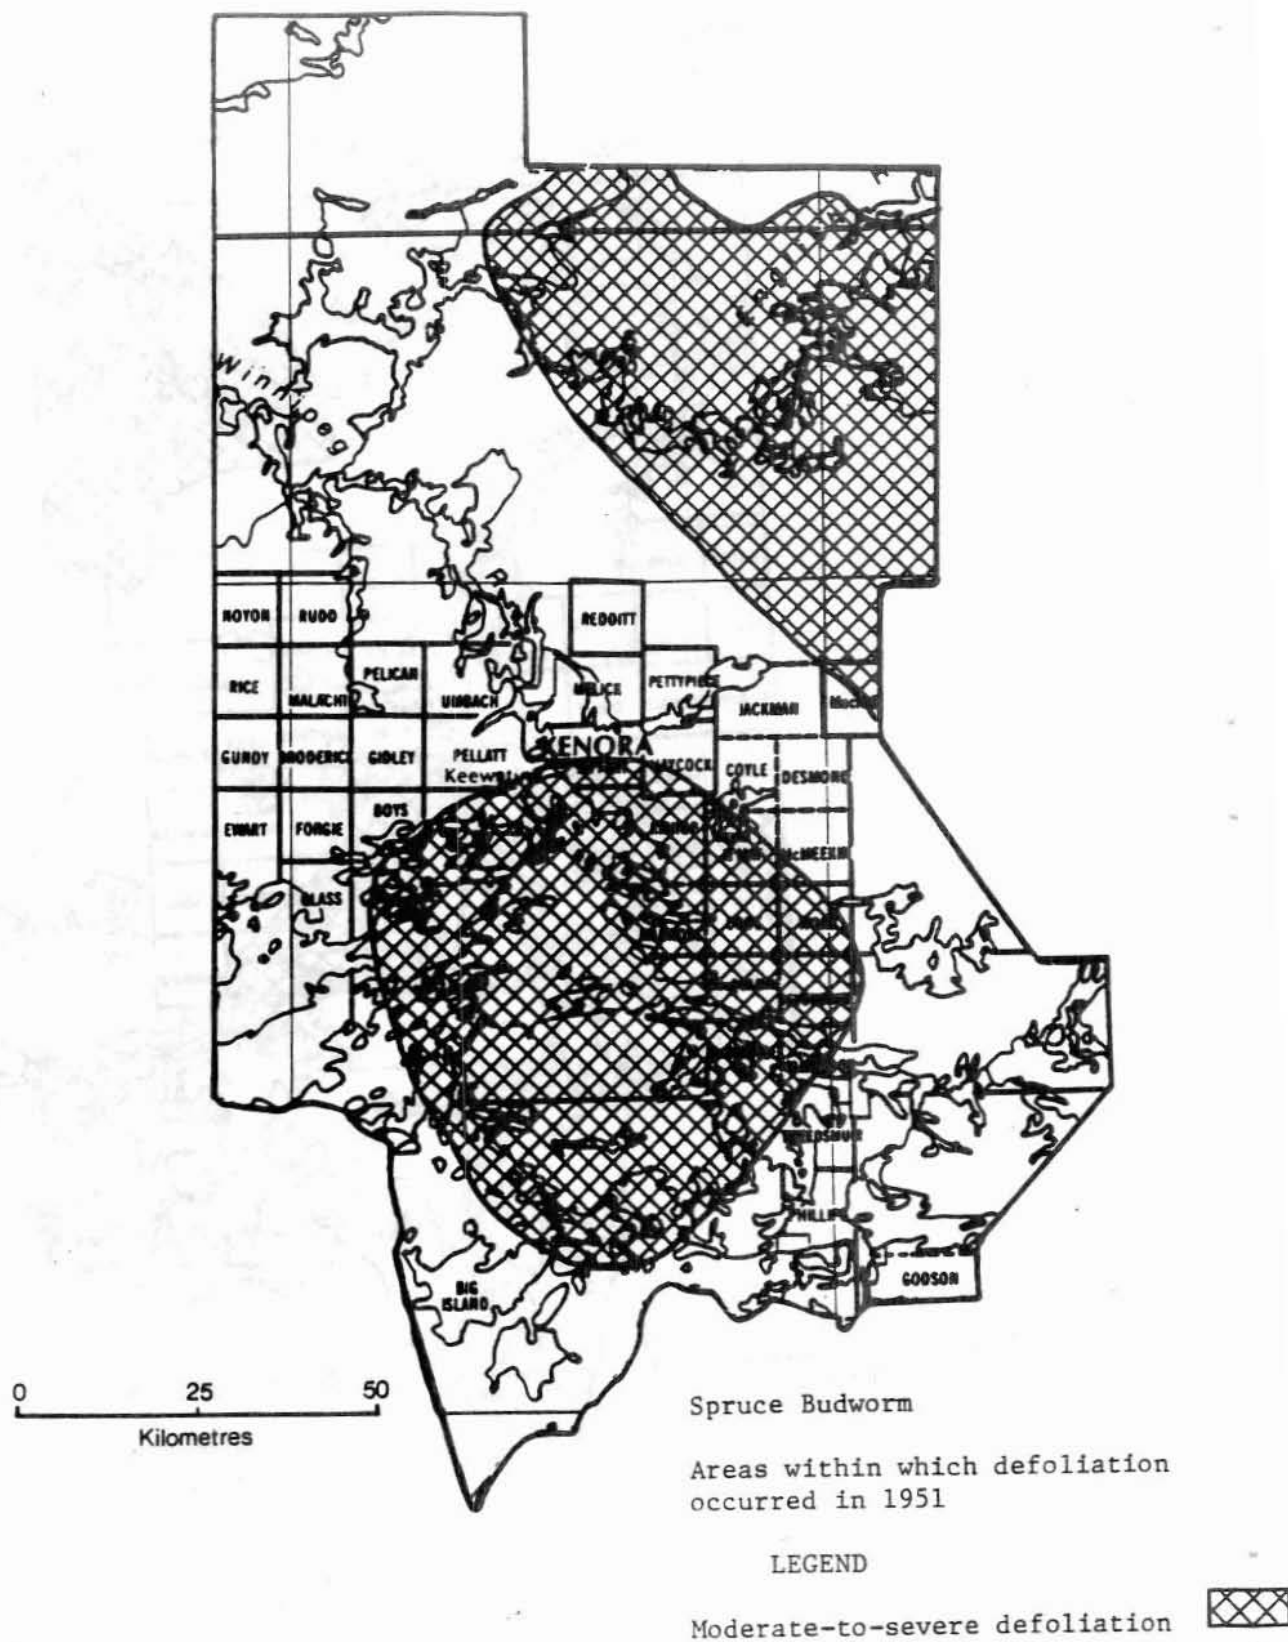 Winnipeg
R
NOYON RUDD REDDITT
RICE MALACHI PELICAN UMBACH MELICK PETTYPIECE JACKMAN
KENORA
GUNDY BRODERICK GIDLEY PELLATT HAYCOCK COYLE DESMOND
Keewatin
EWART FORGIE BOYS MCMEEKIN
GLASS
PHILLIPS
BIG
ISLAND
GODSON
0 25 50
Kilometres
Spruce Budworm
Areas within which defoliation
occurred in 1951
LEGEND
Moderate-to-severe defoliation